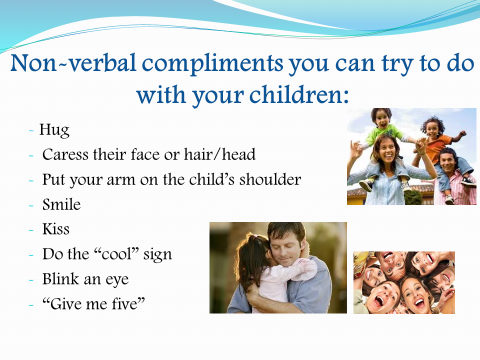 Non-verbal compliments you can try to do
with your children:
- Hug
- Caress their face or hair/head
- Put your arm on the child's shoulder
- Smile
- Kiss
- Do the “cool” sign
- Blink an eye
- “Give me five”